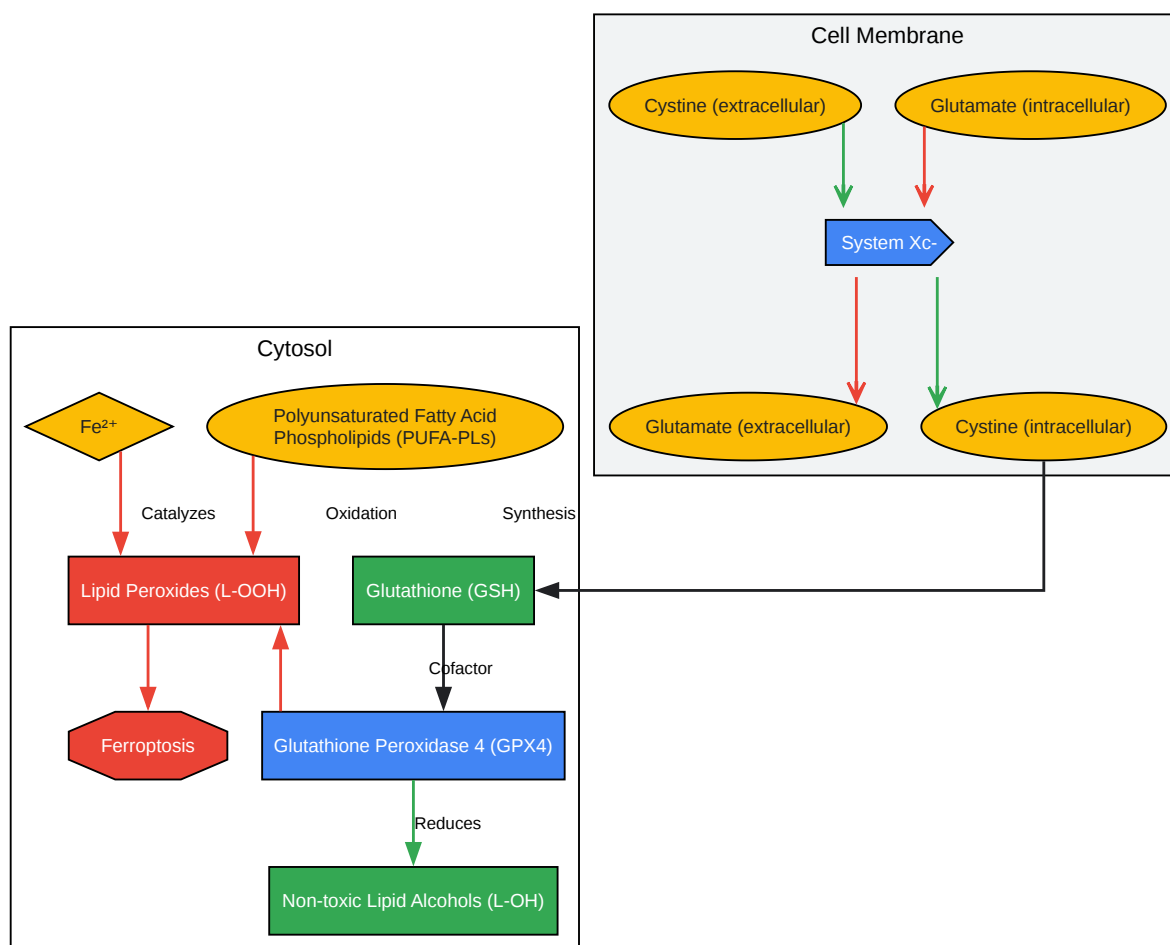 Cell Membrane
Cystine (extracellular)
Glutamate (intracellular)
System Xc-
Glutamate (extracellular)
Cystine (intracellular)
Cytosol
Fe²⁺
Polyunsaturated Fatty Acid
Phospholipids (PUFA-PLs)
Catalyzes
Oxidation
Synthesis
Lipid Peroxides (L-OOH)
Glutathione (GSH)
Cofactor
Ferroptosis
Glutathione Peroxidase 4 (GPX4)
Reduces
Non-toxic Lipid Alcohols (L-OH)